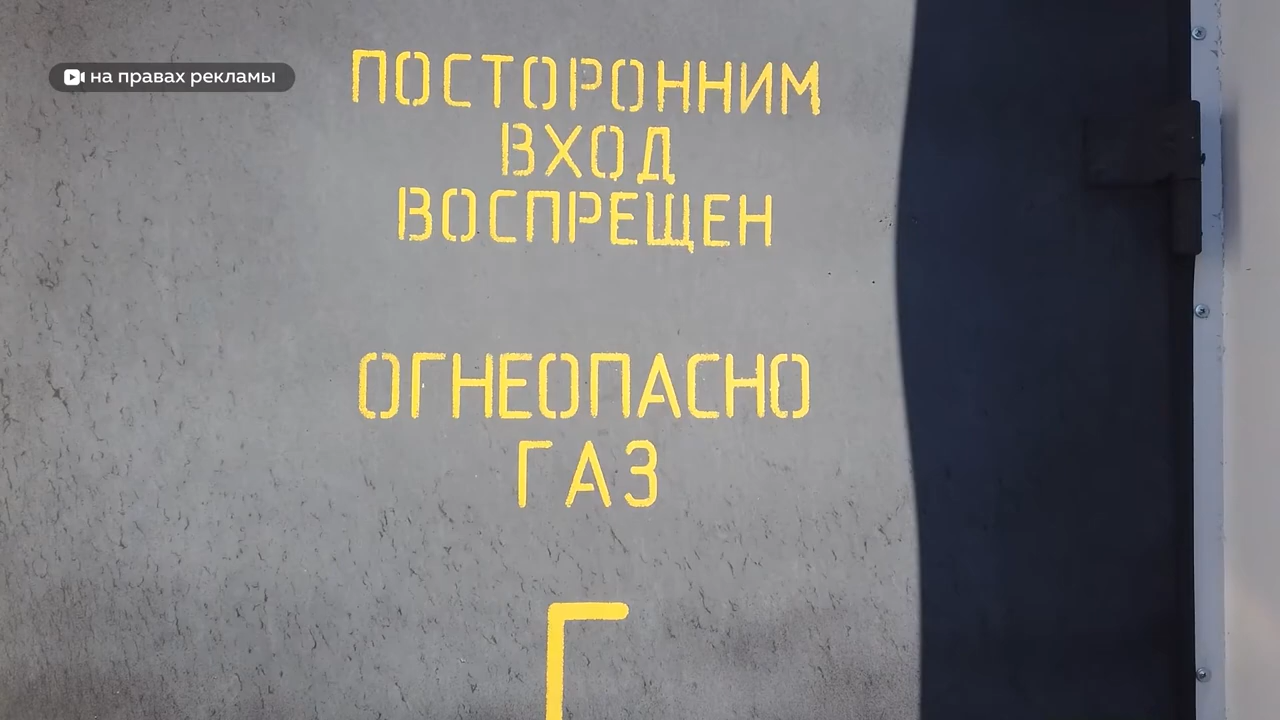 на правах рекламы
ПОСТОРОННИМ
ВХОД
ВОСПРЕЩЕН
ОГНЕОПАСНО
ГАЗ
Г